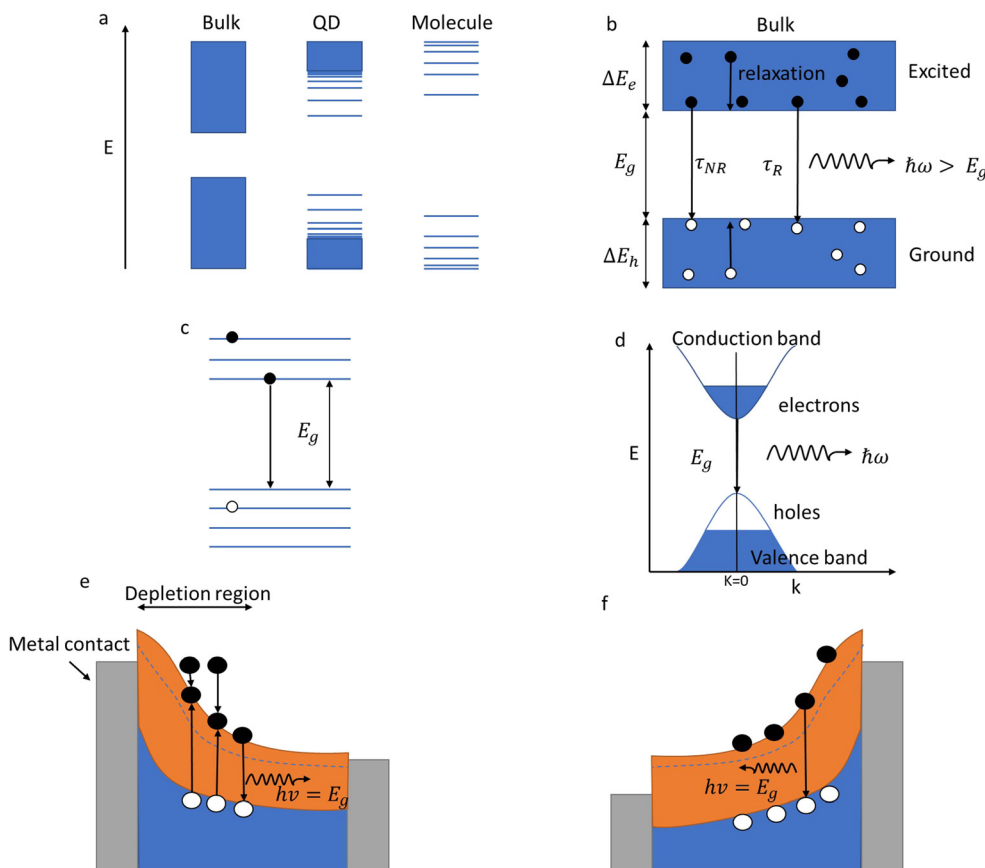 a
Bulk
QD
Molecule
E
b
Bulk
ΔE_e
relaxation
Excited
E_g
τ_NR
τ_R
ℏω > E_g
ΔE_h
Ground
c
E_g
d
Conduction band
electrons
E
E_g
ℏω
holes
Valence band
K=0
k
e
Depletion region
Metal contact
hν = E_g
f
hν = E_g